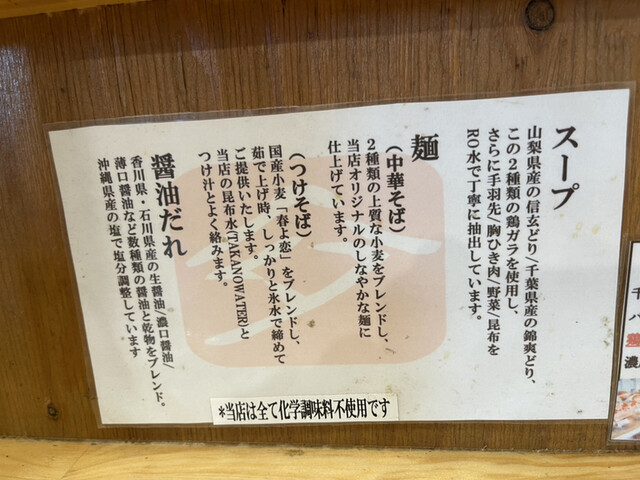 スープ
山梨県産の信玄どり/千葉県産の錦爽どり、
この2種類の鶏ガラを使用し、
さらに手羽先/胸ひき肉/野菜/昆布を
RO水で丁寧に抽出しています。
麺
(中華そば)
2種類の上質な小麦をブレンドし、
当店オリジナルのしなやかな麺に
仕上げています。
(つけそば)
国産小麦「春よ恋」をブレンドし、
茹で上げ時、しっかりと氷水で締めて
ご提供いたします。
当店の昆布水(TAKANOWATER)と
つけ汁とよく絡みます。
醤油だれ
香川県・石川県産の生醤油/濃口醤油/
薄口醤油など数種類の醤油と乾物をブレンド。
沖縄県産の塩で塩分調整しています
*当店は全て化学調味料不使用です